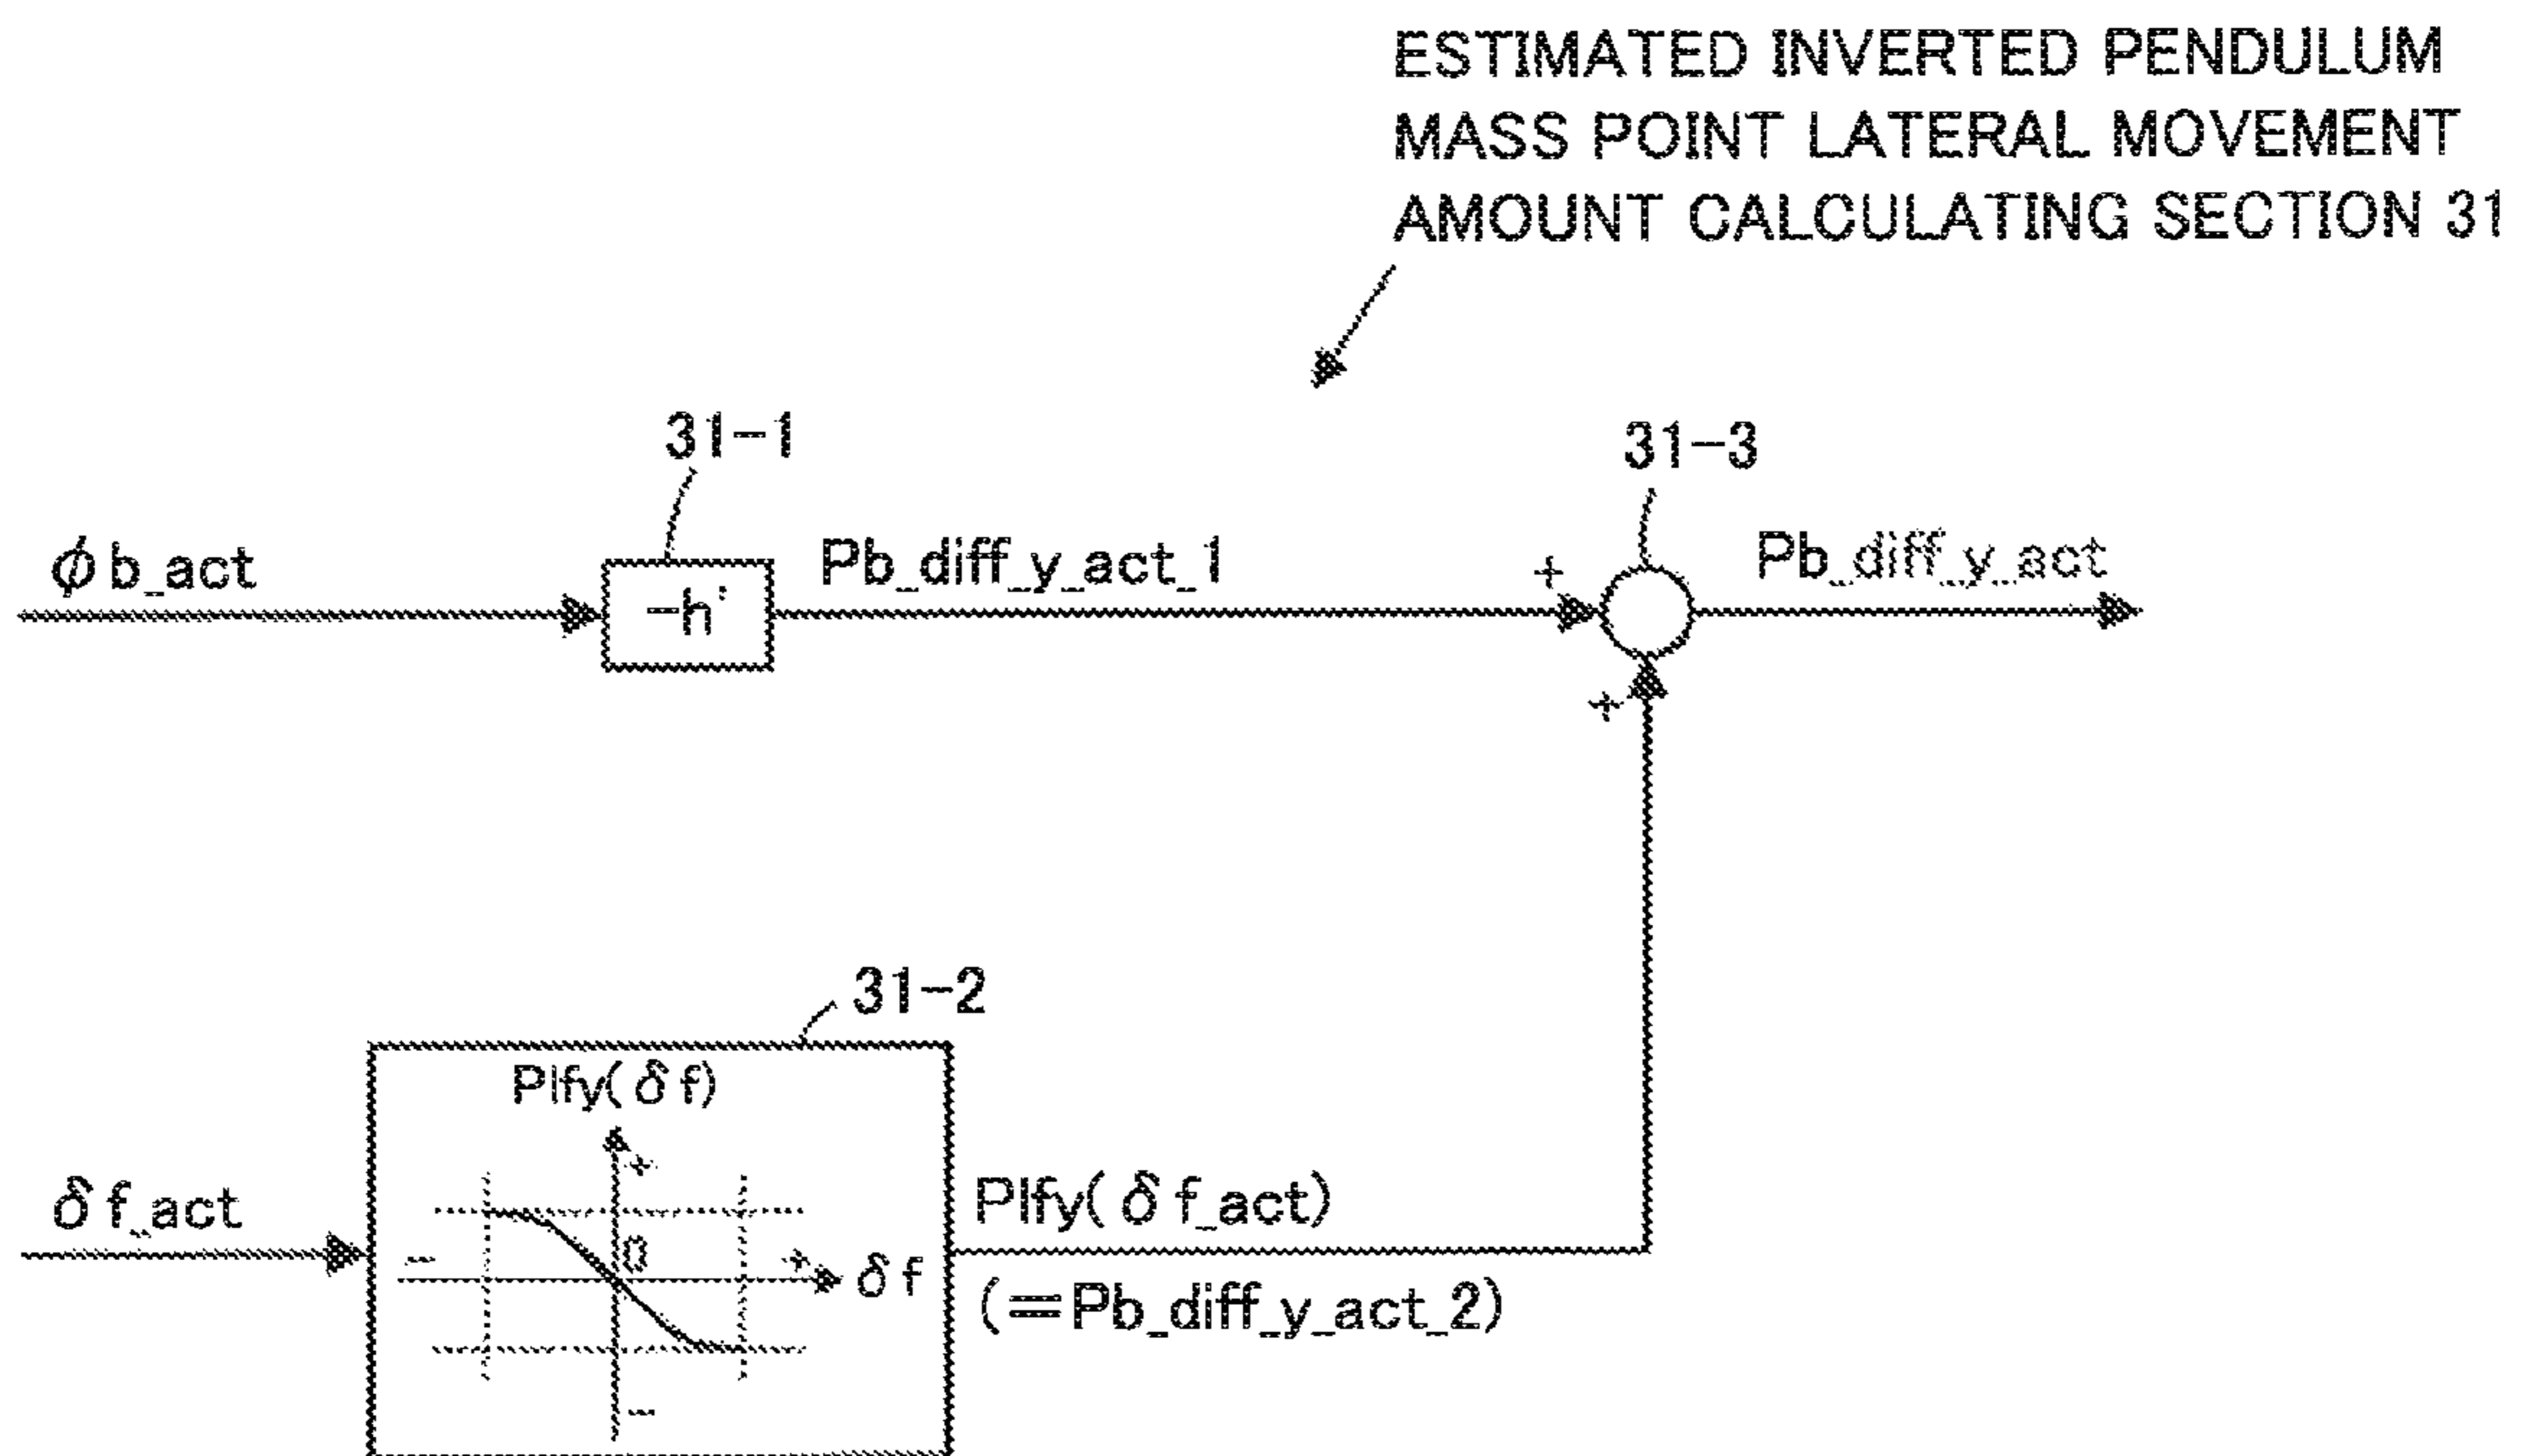 ESTIMATED INVERTED PENDULUM
MASS POINT LATERAL MOVEMENT
AMOUNT CALCULATING SECTION 31
31-1
31-3
ϕb_act
-h'
Pb_diff_y_act_1
+
Pb_diff_y_act
+
31-2
Plfy(δf)
+
δf_act
-
0
+
δf
-
Plfy(δf_act)
(=Pb_diff_y_act_2)